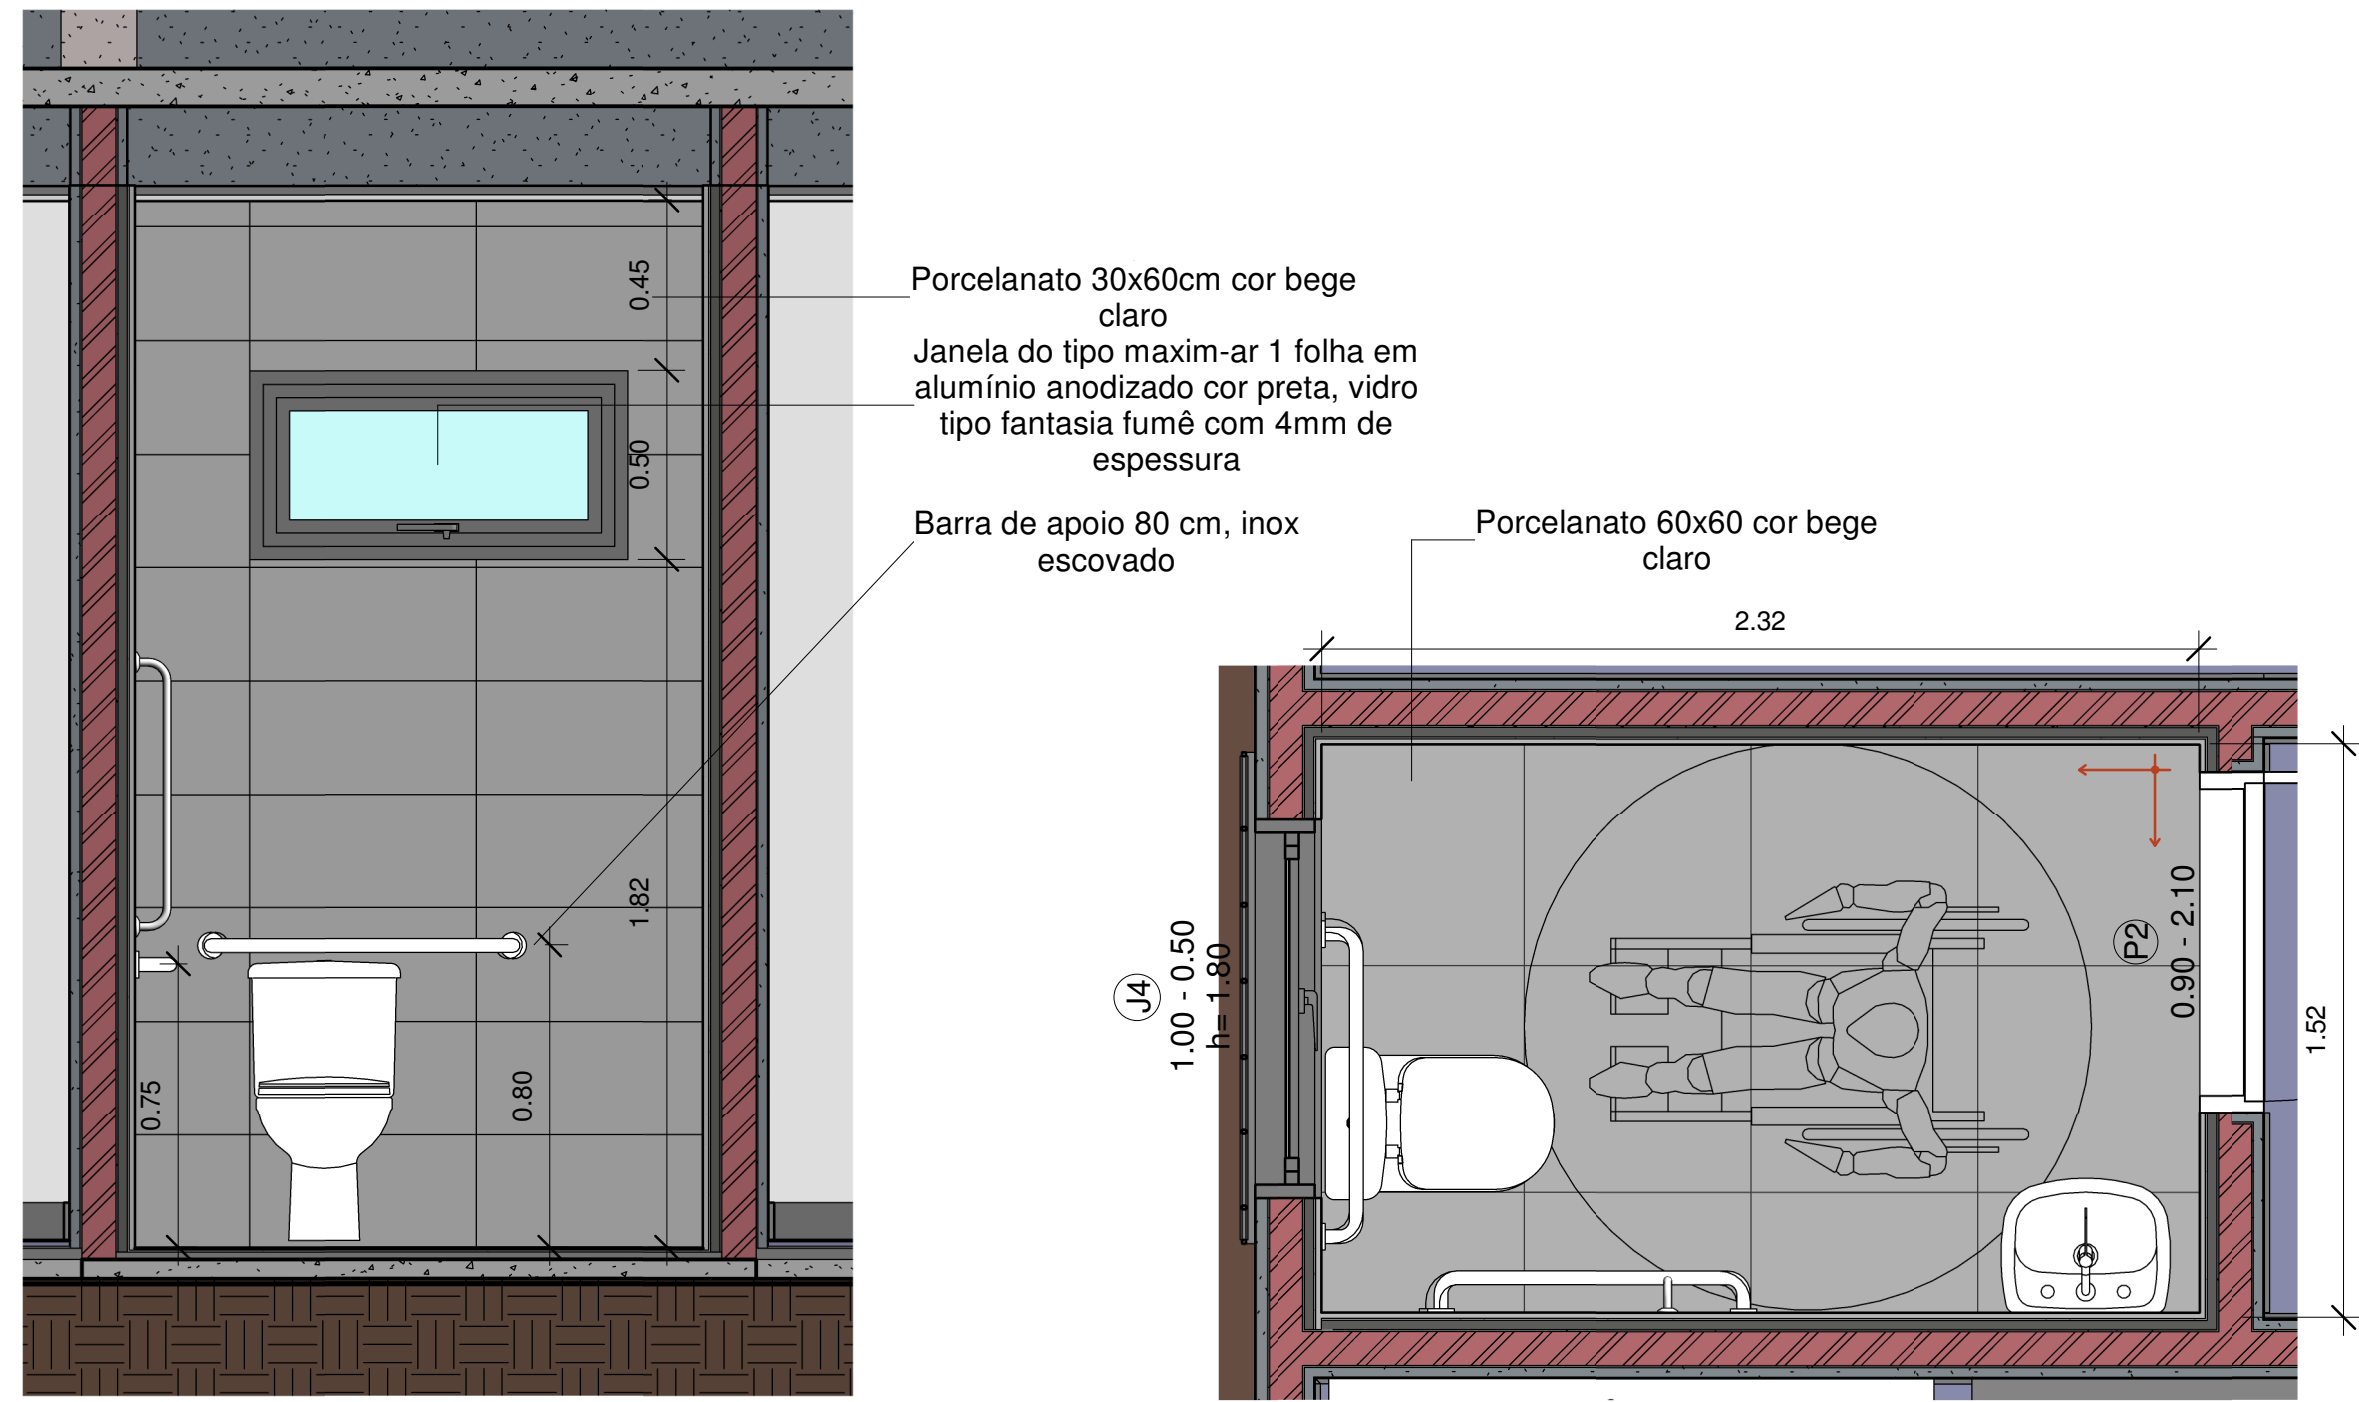 0.45
0.50
1.82
0.75
0.80
Porcelanato 30x60cm cor bege
claro
Janela do tipo maxim-ar 1 folha em
alumínio anodizado cor preta, vidro
tipo fantasia fumê com 4mm de
espessura
Barra de apoio 80 cm, inox
escovado
Porcelanato 60x60 cor bege
claro
2.32
J4
1.00 - 0.50
h= 1.80
P2
0.90 - 2.10
1.52